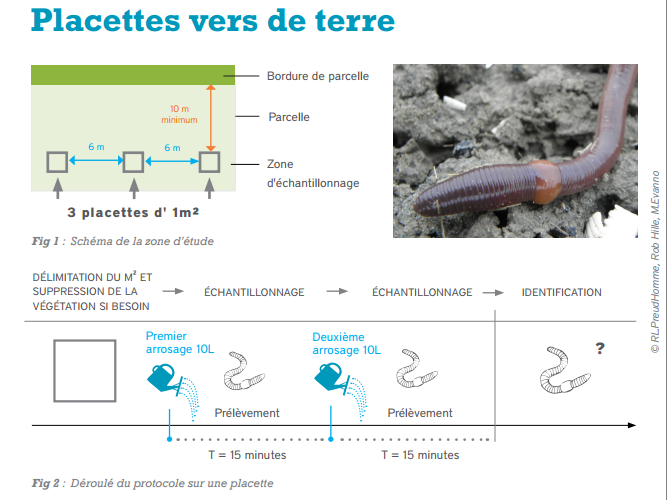 Placettes vers de terre
Bordure de parcelle
10 m
minimum
Parcelle
6 m
6 m
Zone
d'échantillonnage
3 placettes d' 1m²
Fig 1 : Schéma de la zone d'étude
© RLPreudHomme, Rob Hille, M.Evanno
DÉLIMITATION DU M² ET
SUPPRESSION DE LA
VÉGÉTATION SI BESOIN
ÉCHANTILLONNAGE
ÉCHANTILLONNAGE
IDENTIFICATION
Premier
arrosage 10L
Deuxième
arrosage 10L
?
Prélèvement
Prélèvement
T = 15 minutes
T = 15 minutes
Fig 2 : Déroulé du protocole sur une placette